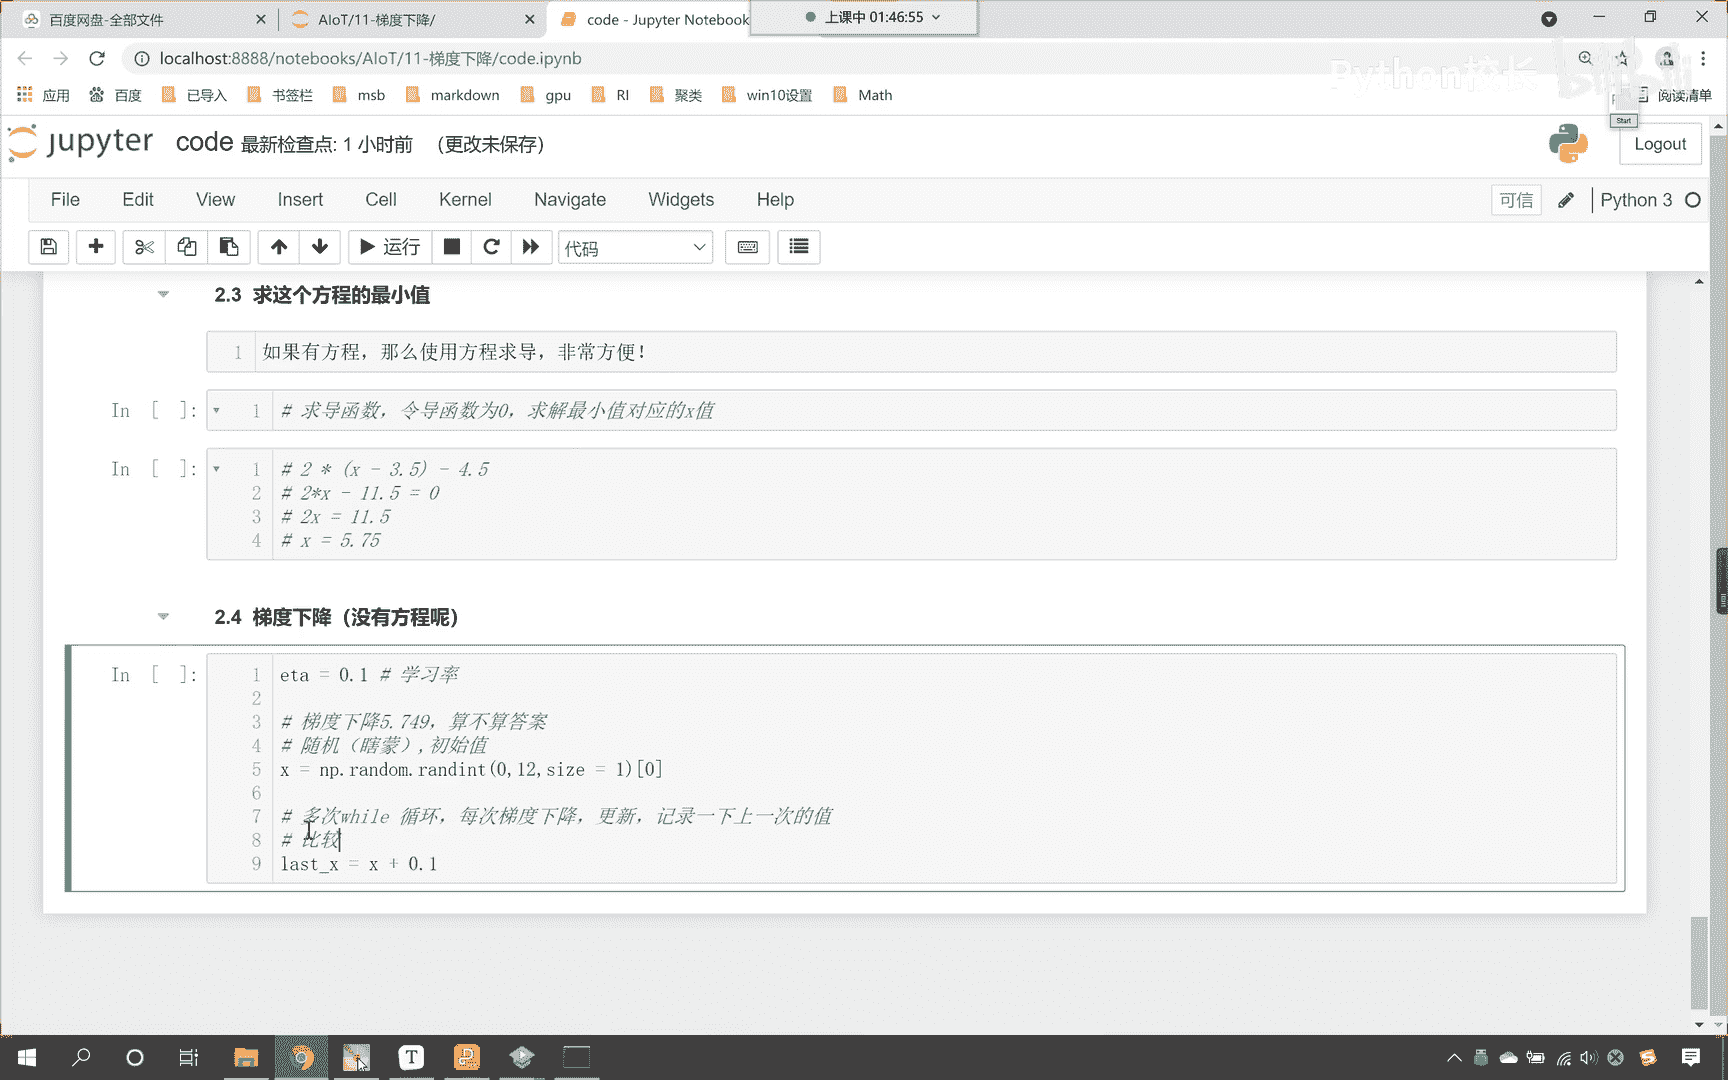 百度网盘-全部文件
AIoT/11-梯度下降/
code - Jupyter Notebook
上课中 01:46:55
localhost:8888/notebooks/AIoT/11-梯度下降/code.ipynb
Python校长
应用
百度
已导入
书签栏
msb
markdown
gpu
RI
聚类
win10设置
Math
阅读清单
Start
jupyter
code 最新检查点: 1 小时前 (更改未保存)
Logout
File Edit View Insert Cell Kernel Navigate Widgets Help
可信
Python 3
运行
代码
2.3 求这个方程的最小值
1 如果有方程，那么使用方程求导，非常方便！
In [ ]: 1 # 求导函数，令导函数为0，求解最小值对应的x值
In [ ]: 1 # 2 * (x - 3.5) - 4.5
2 # 2*x - 11.5 = 0
3 # 2x = 11.5
4 # x = 5.75
2.4 梯度下降（没有方程呢）
In [ ]: 1 eta = 0.1 # 学习率
2
3 # 梯度下降5.749，算不算答案
4 # 随机（瞎蒙）,初始值
5 x = np.random.randint(0,12,size = 1)[0]
6
7 # 多次while 循环，每次梯度下降，更新，记录一下上一次的值
8 # 比较
9 last_x = x + 0.1